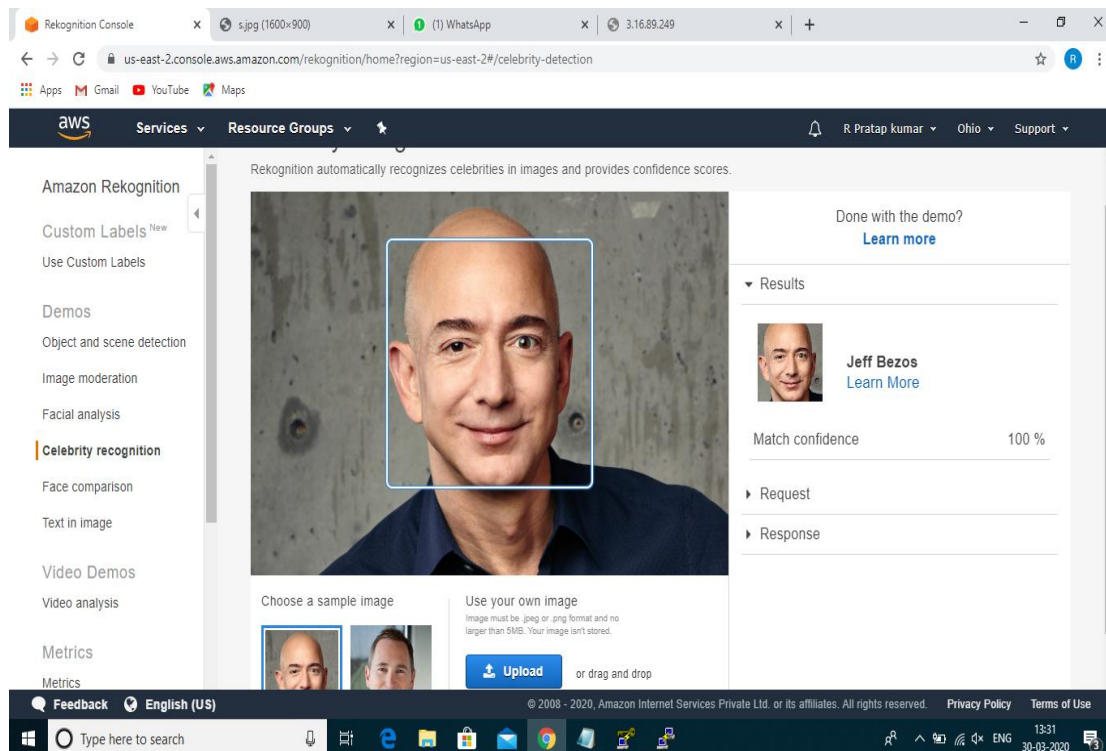 Rekognition Console
s.jpg (1600×900)
(1) WhatsApp
3.16.89.249
us-east-2.console.aws.amazon.com/rekognition/home?region=us-east-2#/celebrity-detection
R
Apps Gmail YouTube Maps
aws Services Resource Groups R Pratap kumar Ohio Support
Rekognition automatically recognizes celebrities in images and provides confidence scores.
Amazon Rekognition
Custom Labels New
Use Custom Labels
Demos
Object and scene detection
Image moderation
Facial analysis
Celebrity recognition
Face comparison
Text in image
Video Demos
Video analysis
Metrics
Metrics
Done with the demo?
Learn more
Results
Jeff Bezos
Learn More
Match confidence 100 %
Request
Response
Choose a sample image
Use your own image
Image must be .jpeg or .png format and no
larger than 5MB. Your image isn't stored.
Upload or drag and drop
Feedback English (US) © 2008 - 2020, Amazon Internet Services Private Ltd. or its affiliates. All rights reserved. Privacy Policy Terms of Use
Type here to search
ENG
13:31
30-03-2020
3